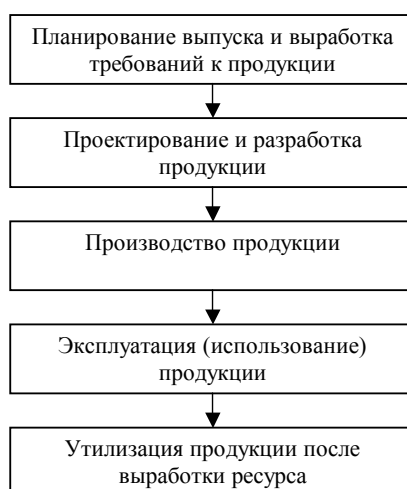 Планирование выпуска и выработка
требований к продукции
Проектирование и разработка
продукции
Производство продукции
Эксплуатация (использование)
продукции
Утилизация продукции после
выработки ресурса